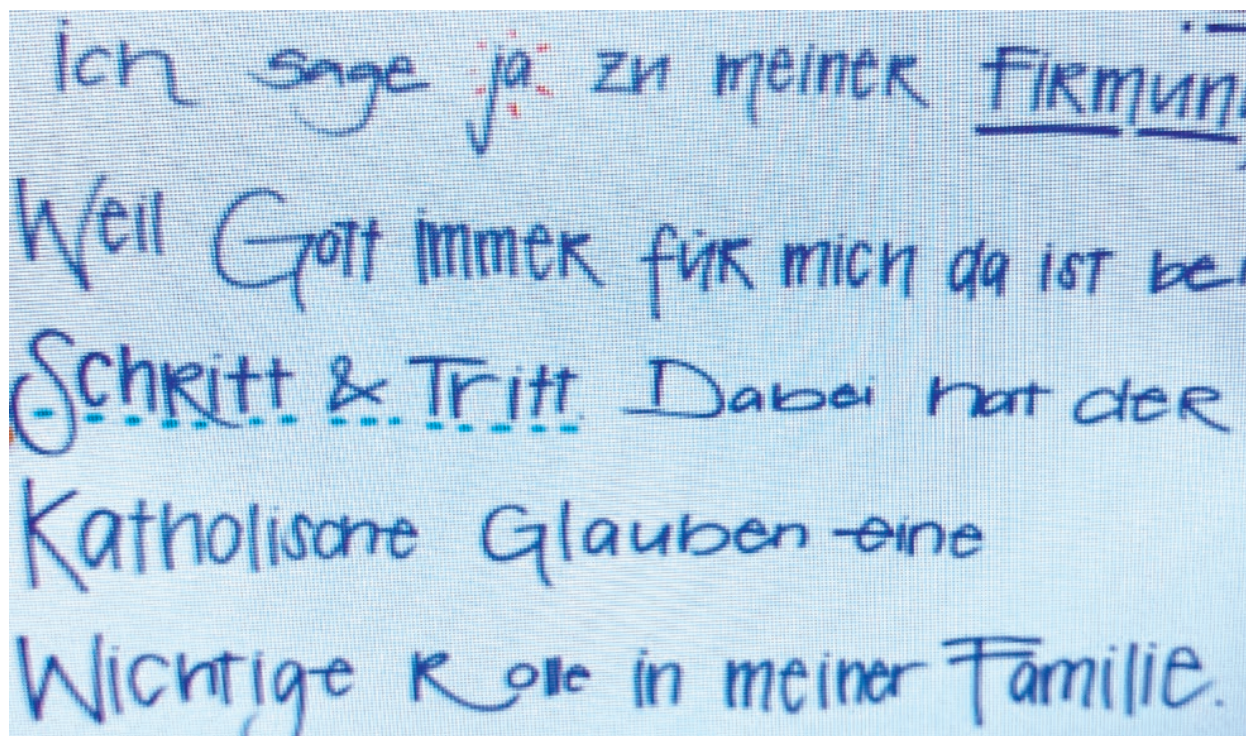 Ich sage ja zu meiner Firmun
Weil Gott immer für mich da ist bei
Schritt & Tritt. Dabei hat der
Katholische Glauben eine
Wichtige Rolle in meiner Familie.